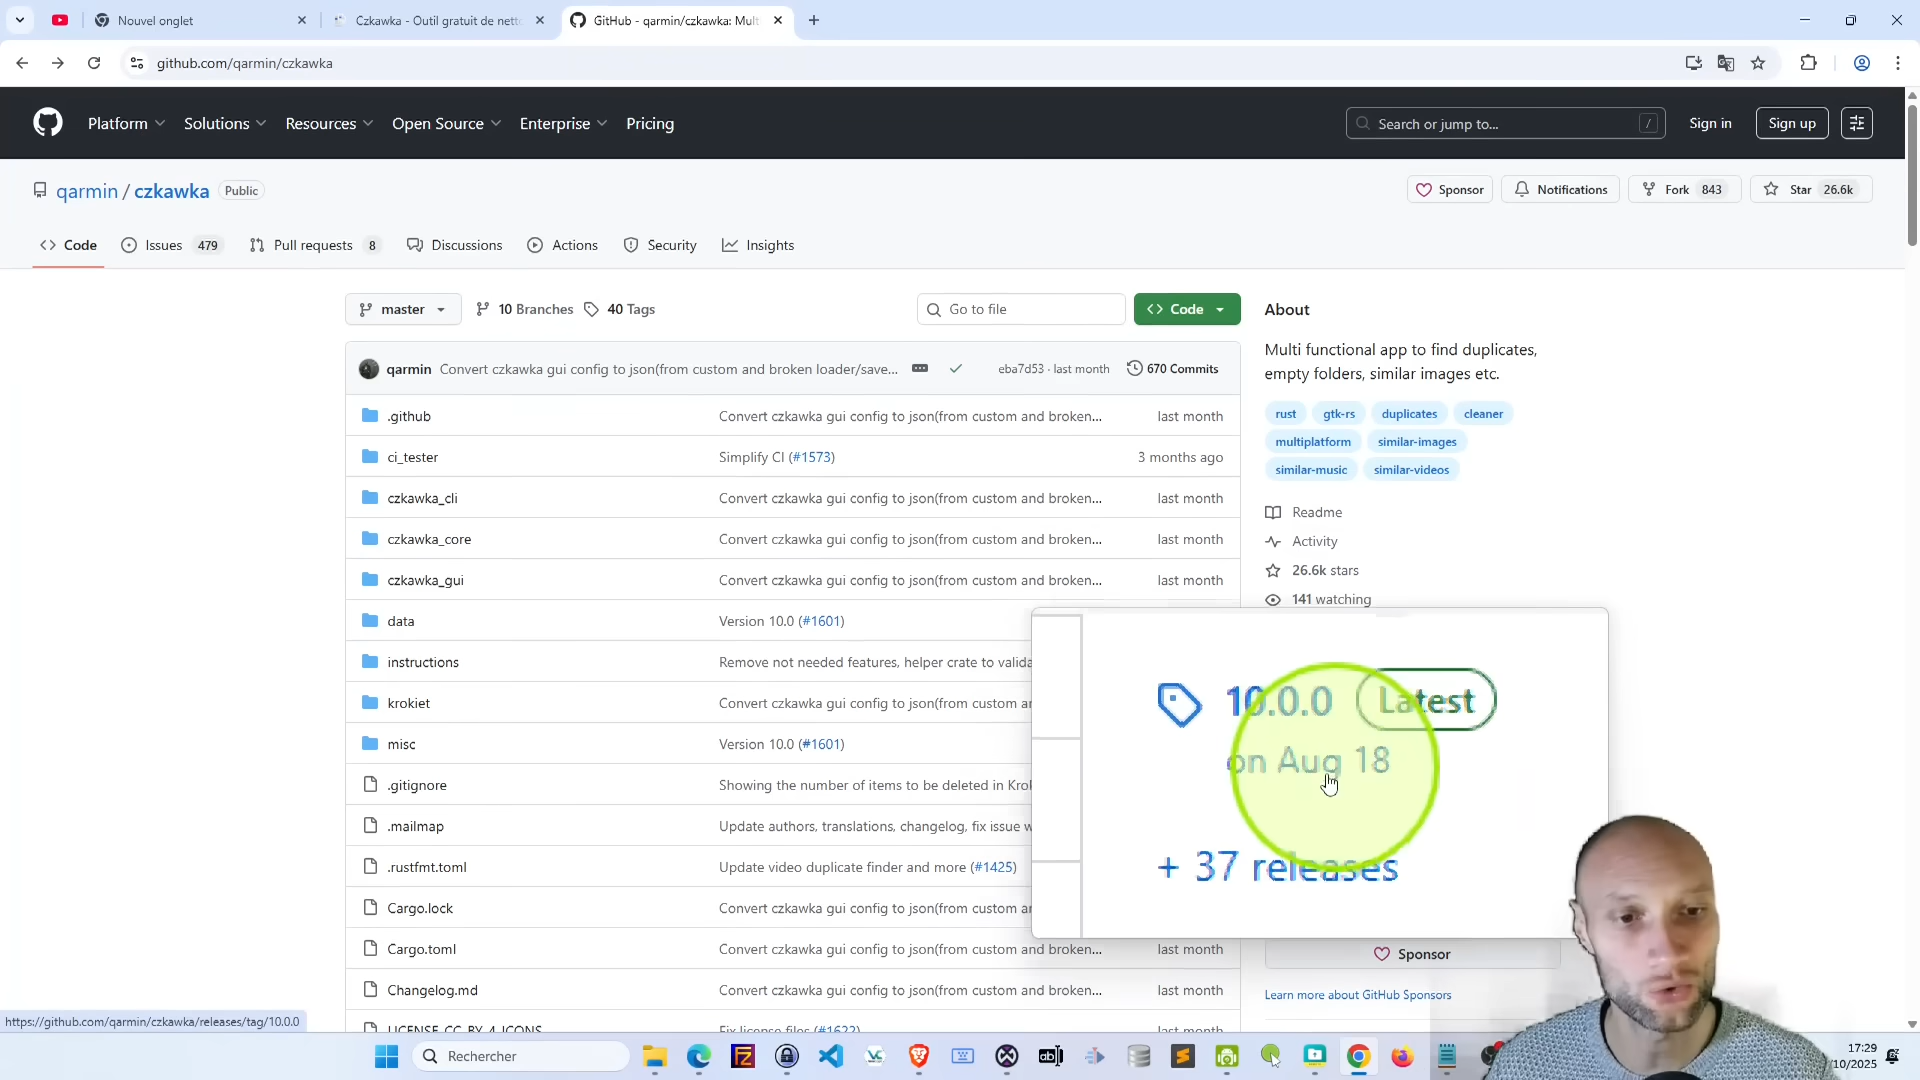 Nouvel onglet
Czkawka - Outil gratuit de netto
GitHub - qarmin/czkawka: Mult
github.com/qarmin/czkawka
Platform
Solutions
Resources
Open Source
Enterprise
Pricing
Search or jump to...
/
Sign in
Sign up
qarmin / czkawka
Public
Sponsor
Notifications
Fork 843
Star 26.6k
Code
Issues 479
Pull requests 8
Discussions
Actions
Security
Insights
master
10 Branches
40 Tags
Go to file
Code
About
Multi functional app to find duplicates,
empty folders, similar images etc.
qarmin Convert czkawka gui config to json(from custom and broken loader/save... eba7d53 · last month 670 Commits
.github Convert czkawka gui config to json(from custom and broken... last month
ci_tester Simplify CI (#1573) 3 months ago
czkawka_cli Convert czkawka gui config to json(from custom and broken... last month
czkawka_core Convert czkawka gui config to json(from custom and broken... last month
czkawka_gui Convert czkawka gui config to json(from custom and broken... last month
data Version 10.0 (#1601)
instructions Remove not needed features, helper crate to valida
krokiet Convert czkawka gui config to json(from custom ar
misc Version 10.0 (#1601)
.gitignore Showing the number of items to be deleted in Kro
.mailmap Update authors, translations, changelog, fix issue w
.rustfmt.toml Update video duplicate finder and more (#1425)
Cargo.lock Convert czkawka gui config to json(from custom ar
Cargo.toml Convert czkawka gui config to json(from custom and broken... last month
Changelog.md Convert czkawka gui config to json(from custom and broken... last month
LICENSE_CC_BY_4_ICONS Fix license files (#1622) last month
rust gtk-rs duplicates cleaner
multiplatform similar-images
similar-music similar-videos
Readme
Activity
26.6k stars
141 watching
10.0.0 Latest
on Aug 18
+ 37 releases
Sponsor
Learn more about GitHub Sponsors
https://github.com/qarmin/czkawka/releases/tag/10.0.0
Rechercher
17:29
/10/2025